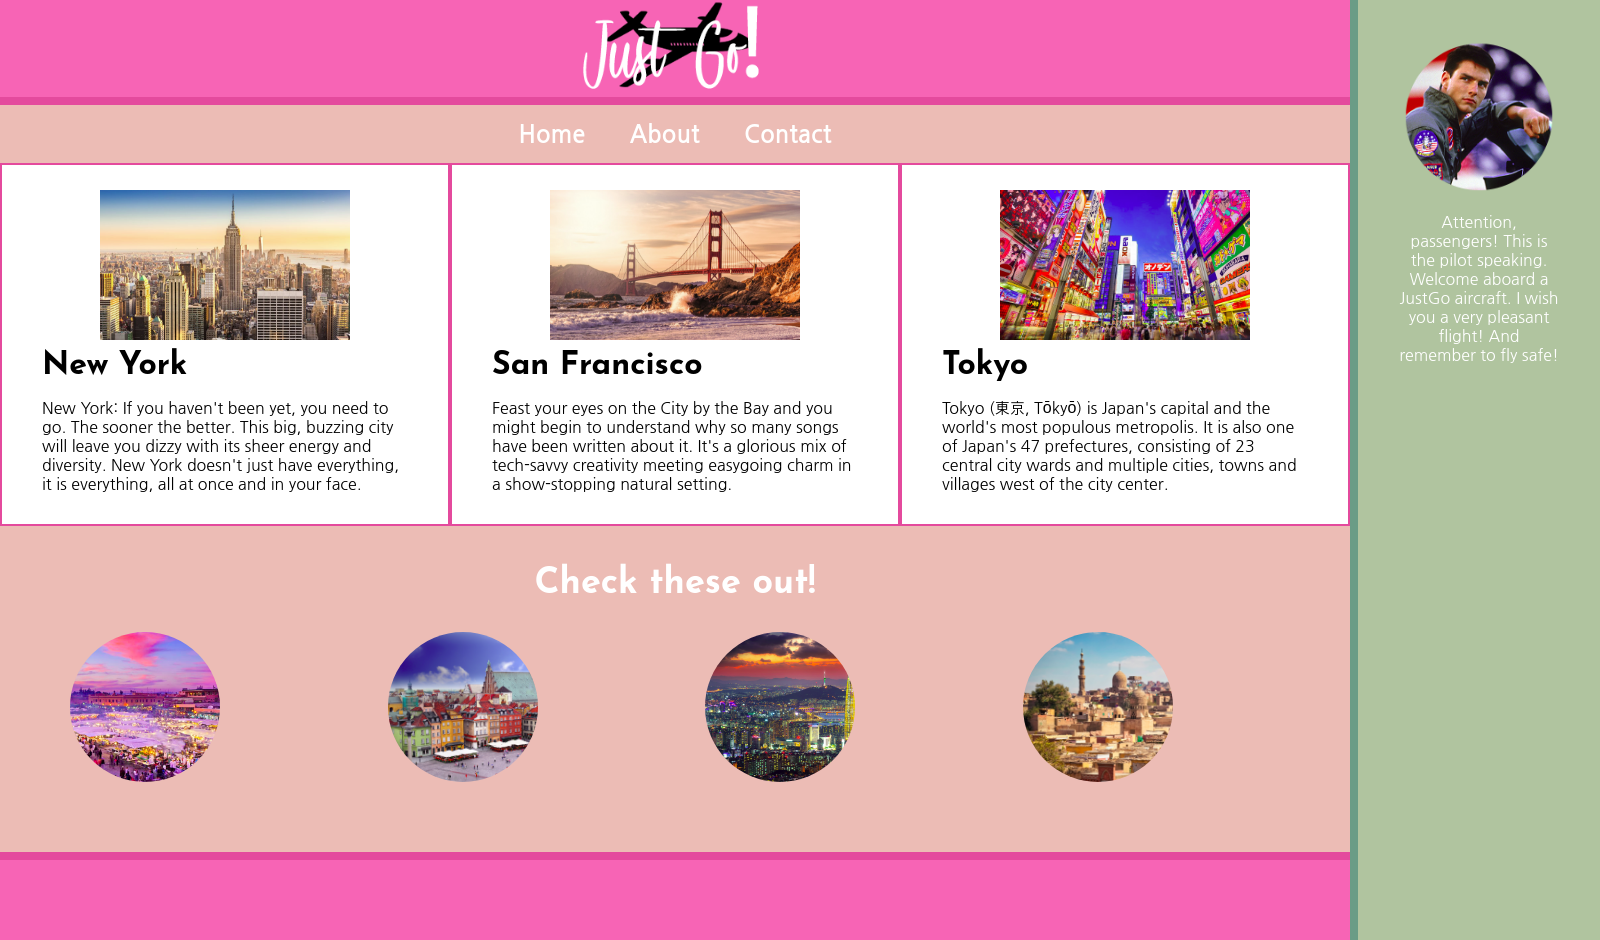 Just Go!
Home About Contact
New York
New York: If you haven't been yet, you need to
go. The sooner the better. This big, buzzing city
will leave you dizzy with its sheer energy and
diversity. New York doesn't just have everything,
it is everything, all at once and in your face.
San Francisco
Feast your eyes on the City by the Bay and you
might begin to understand why so many songs
have been written about it. It's a glorious mix of
tech-savvy creativity meeting easygoing charm in
a show-stopping natural setting.
Tokyo
Tokyo (東京, Tōkyō) is Japan's capital and the
world's most populous metropolis. It is also one
of Japan's 47 prefectures, consisting of 23
central city wards and multiple cities, towns and
villages west of the city center.
Check these out!
Attention,
passengers! This is
the pilot speaking.
Welcome aboard a
JustGo aircraft. I wish
you a very pleasant
flight! And
remember to fly safe!